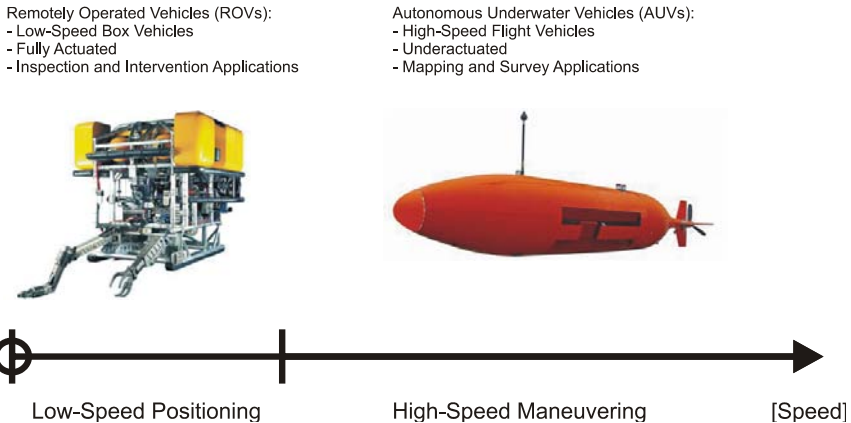 Remotely Operated Vehicles (ROVs):
- Low-Speed Box Vehicles
- Fully Actuated
- Inspection and Intervention Applications
Autonomous Underwater Vehicles (AUVs):
- High-Speed Flight Vehicles
- Underactuated
- Mapping and Survey Applications
Low-Speed Positioning
High-Speed Maneuvering
[Speed]